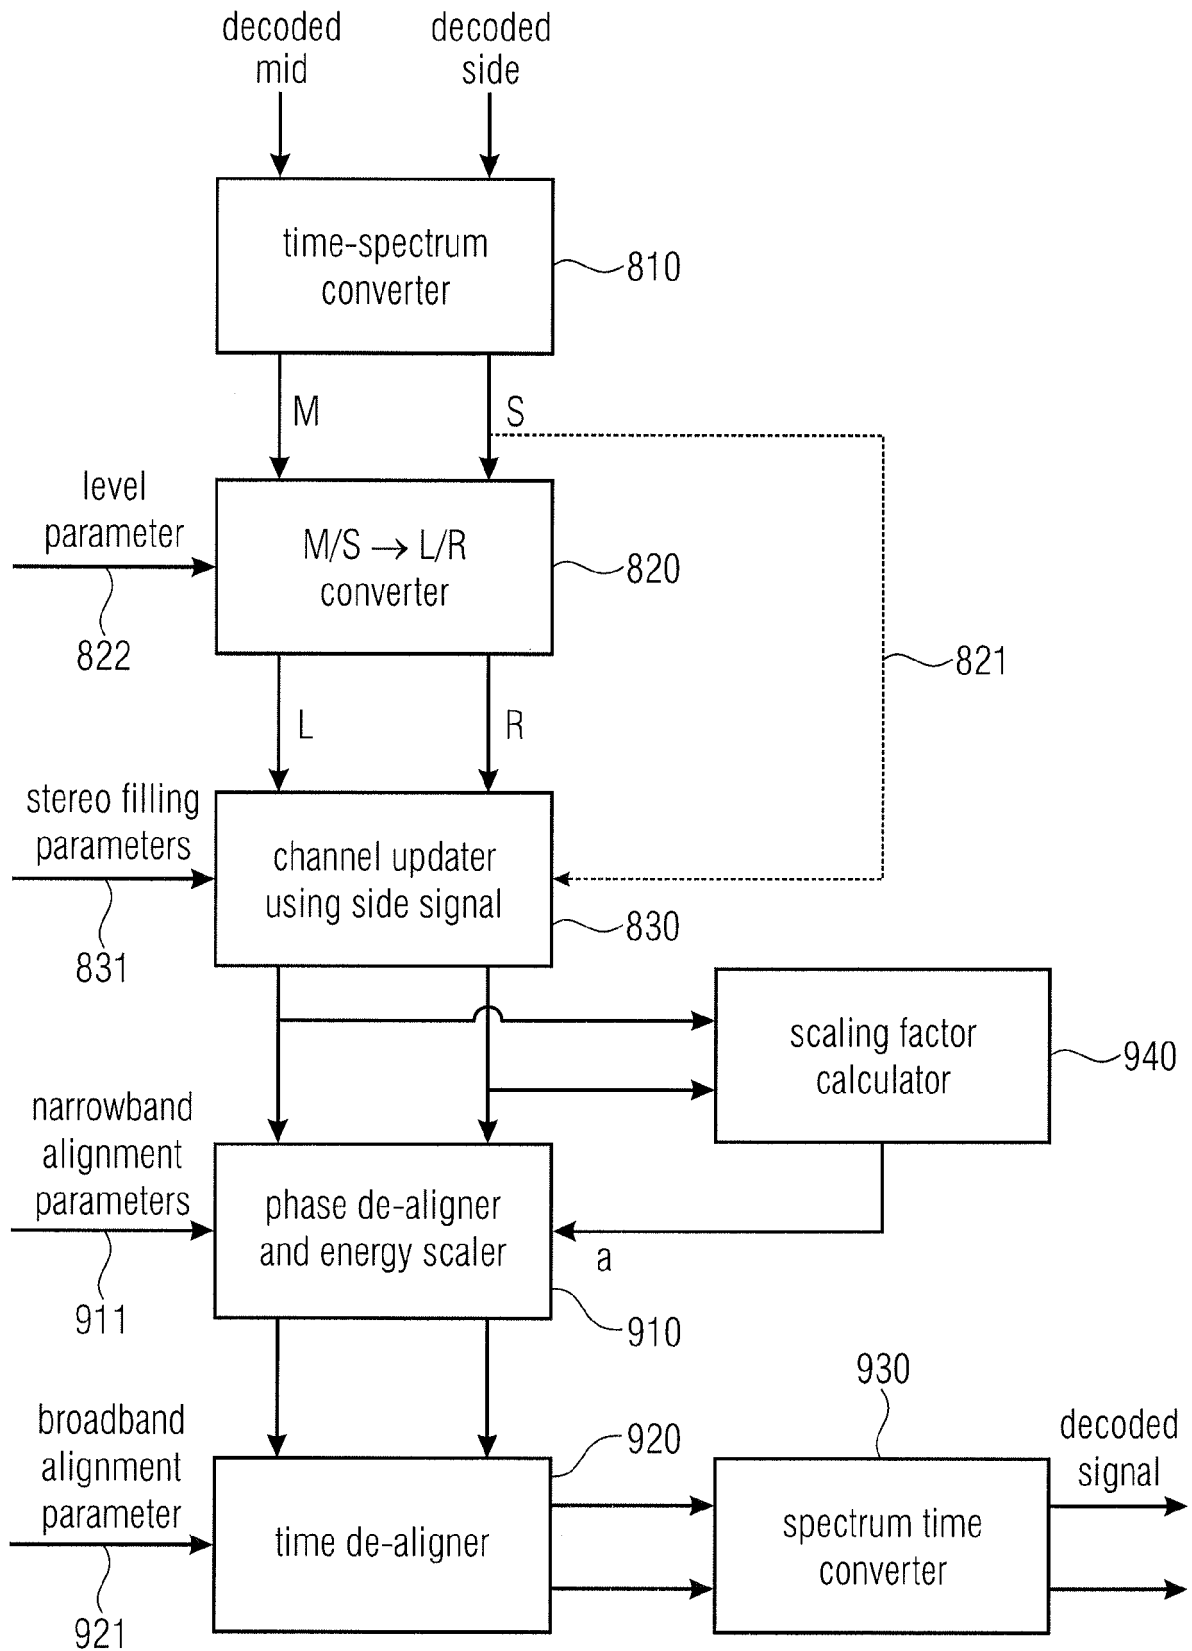 decoded
mid
decoded
side
time-spectrum
converter
810
M
S
level
parameter
822
M/S → L/R
converter
820
821
L
R
stereo filling
parameters
831
channel updater
using side signal
830
scaling factor
calculator
940
narrowband
alignment
parameters
911
phase de-aligner
and energy scaler
a
910
broadband
alignment
parameter
921
time de-aligner
920
930
spectrum time
converter
decoded
signal